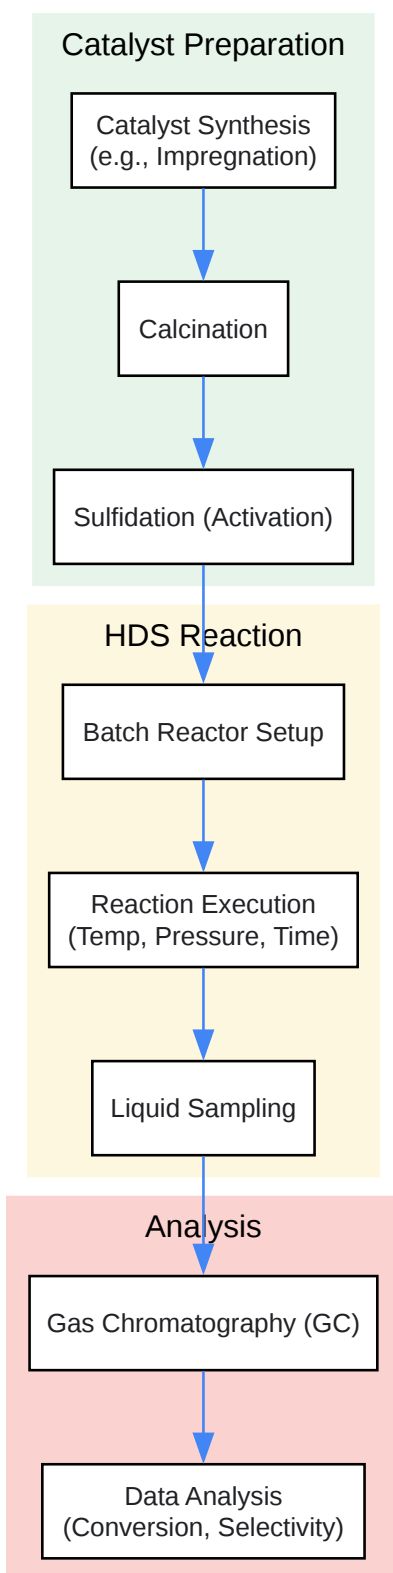 Catalyst Preparation
Catalyst Synthesis
(e.g., Impregnation)
Calcination
Sulfidation (Activation)
HDS Reaction
Batch Reactor Setup
Reaction Execution
(Temp, Pressure, Time)
Liquid Sampling
Analysis
Gas Chromatography (GC)
Data Analysis
(Conversion, Selectivity)